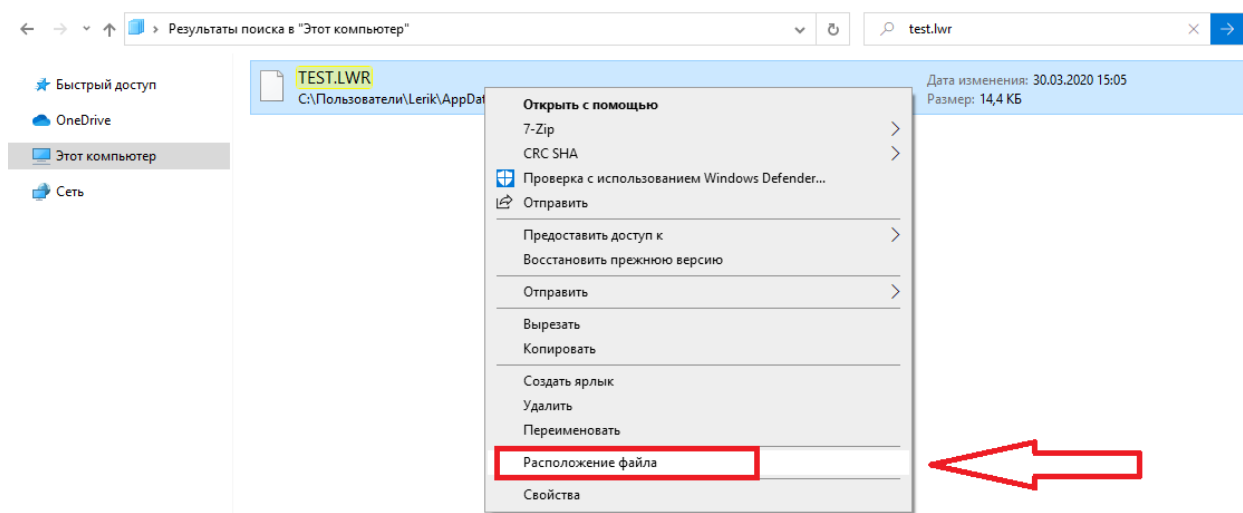 Результаты поиска в "Этот компьютер"
test.lwr
Быстрый доступ
OneDrive
Этот компьютер
Сеть
TEST.LWR
C:\Пользователи\Lerik\AppDat
Дата изменения: 30.03.2020 15:05
Размер: 14,4 КБ
Открыть с помощью
7-Zip
CRC SHA
Проверка с использованием Windows Defender...
Отправить
Предоставить доступ к
Восстановить прежнюю версию
Отправить
Вырезать
Копировать
Создать ярлык
Удалить
Переименовать
Расположение файла
Свойства